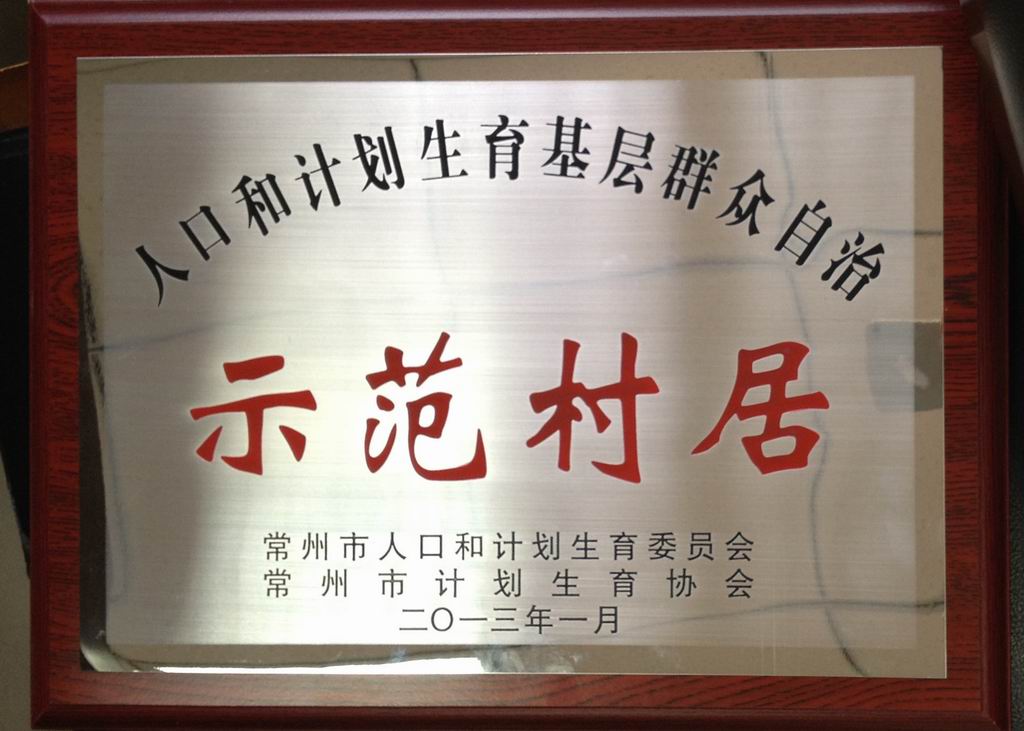 人口和计划生育基层群众自治
示范村居
常州市人口和计划生育委员会
常州市计划生育协会
二〇一三年一月